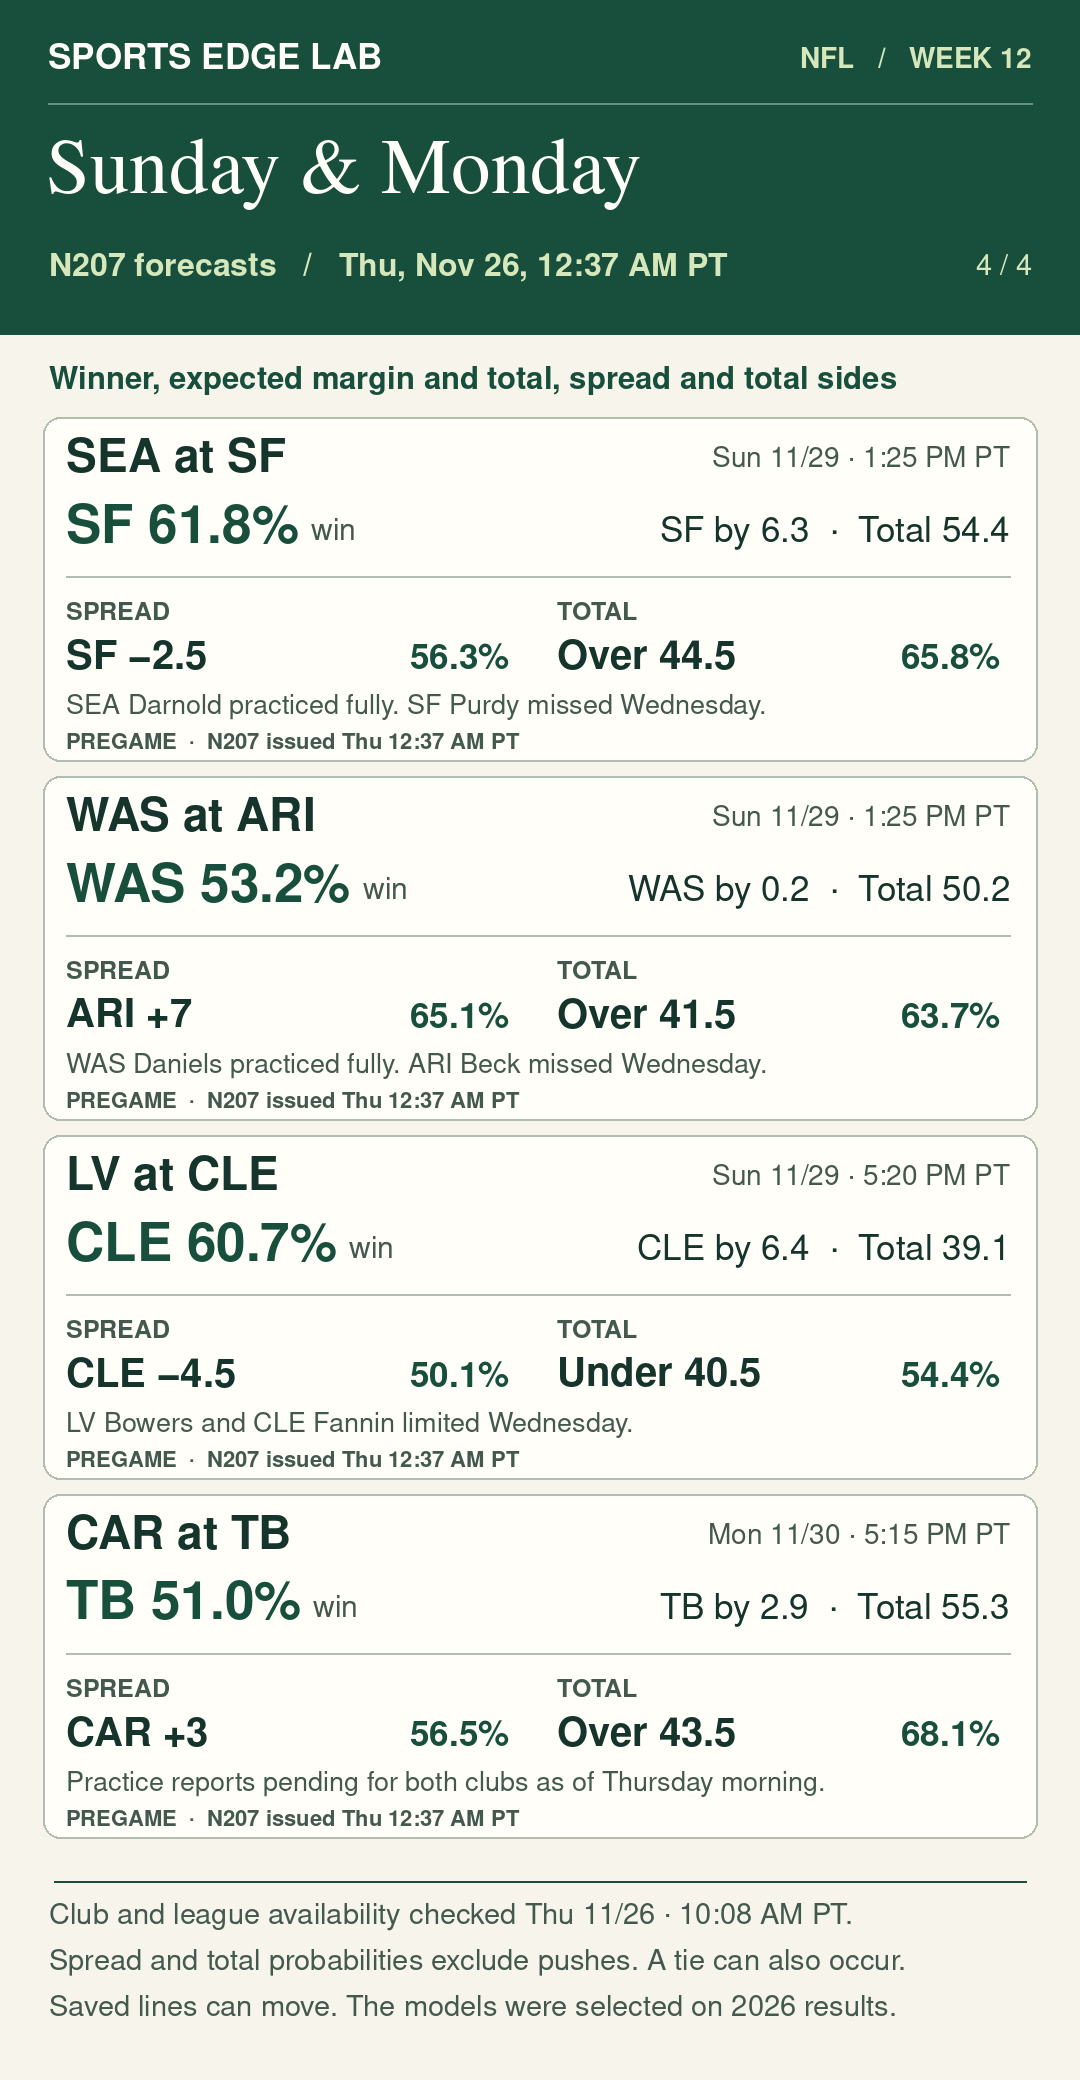 SPORTS EDGE LAB NFL / WEEK 12
Sunday & Monday
N207 forecasts / Thu, Nov 26, 12:37 AM PT 4 / 4
Winner, expected margin and total, spread and total sides
SEA at SF Sun 11/29 · 1:25 PM PT
SF 61.8% win SF by 6.3 · Total 54.4
SPREAD TOTAL
SF −2.5 56.3% Over 44.5 65.8%
SEA Darnold practiced fully. SF Purdy missed Wednesday.
PREGAME · N207 issued Thu 12:37 AM PT
WAS at ARI Sun 11/29 · 1:25 PM PT
WAS 53.2% win WAS by 0.2 · Total 50.2
SPREAD TOTAL
ARI +7 65.1% Over 41.5 63.7%
WAS Daniels practiced fully. ARI Beck missed Wednesday.
PREGAME · N207 issued Thu 12:37 AM PT
LV at CLE Sun 11/29 · 5:20 PM PT
CLE 60.7% win CLE by 6.4 · Total 39.1
SPREAD TOTAL
CLE −4.5 50.1% Under 40.5 54.4%
LV Bowers and CLE Fannin limited Wednesday.
PREGAME · N207 issued Thu 12:37 AM PT
CAR at TB Mon 11/30 · 5:15 PM PT
TB 51.0% win TB by 2.9 · Total 55.3
SPREAD TOTAL
CAR +3 56.5% Over 43.5 68.1%
Practice reports pending for both clubs as of Thursday morning.
PREGAME · N207 issued Thu 12:37 AM PT
Club and league availability checked Thu 11/26 · 10:08 AM PT.
Spread and total probabilities exclude pushes. A tie can also occur.
Saved lines can move. The models were selected on 2026 results.